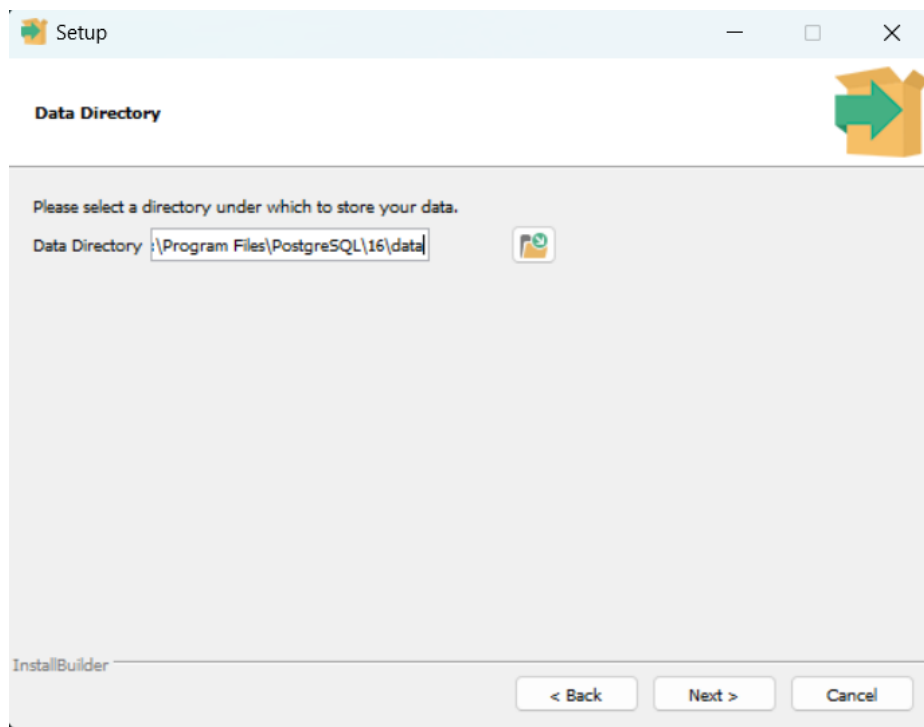 Setup
Data Directory
Please select a directory under which to store your data.
Data Directory :\Program Files\PostgreSQL\16\data
InstallBuilder
< Back Next > Cancel